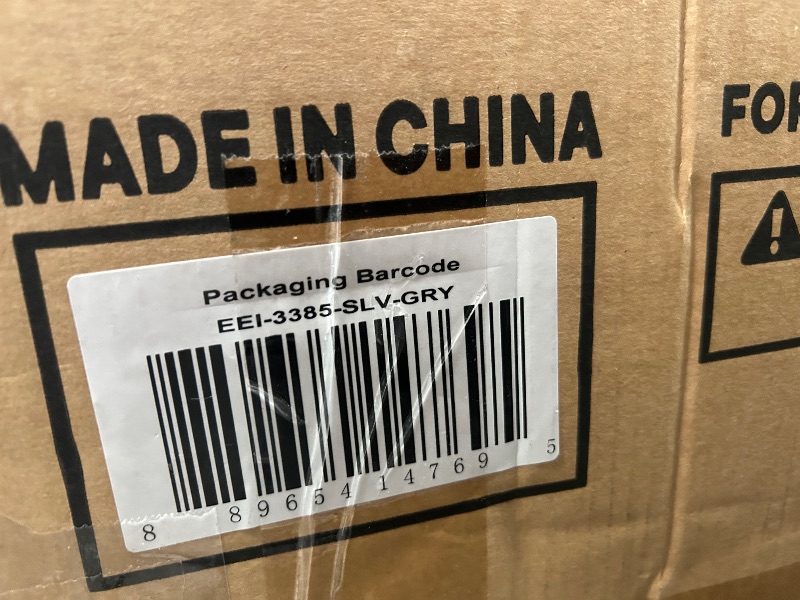 MADE IN CHINA
FOR
Packaging Barcode
EEI-3385-SLV-GRY
8 89654 14769 5